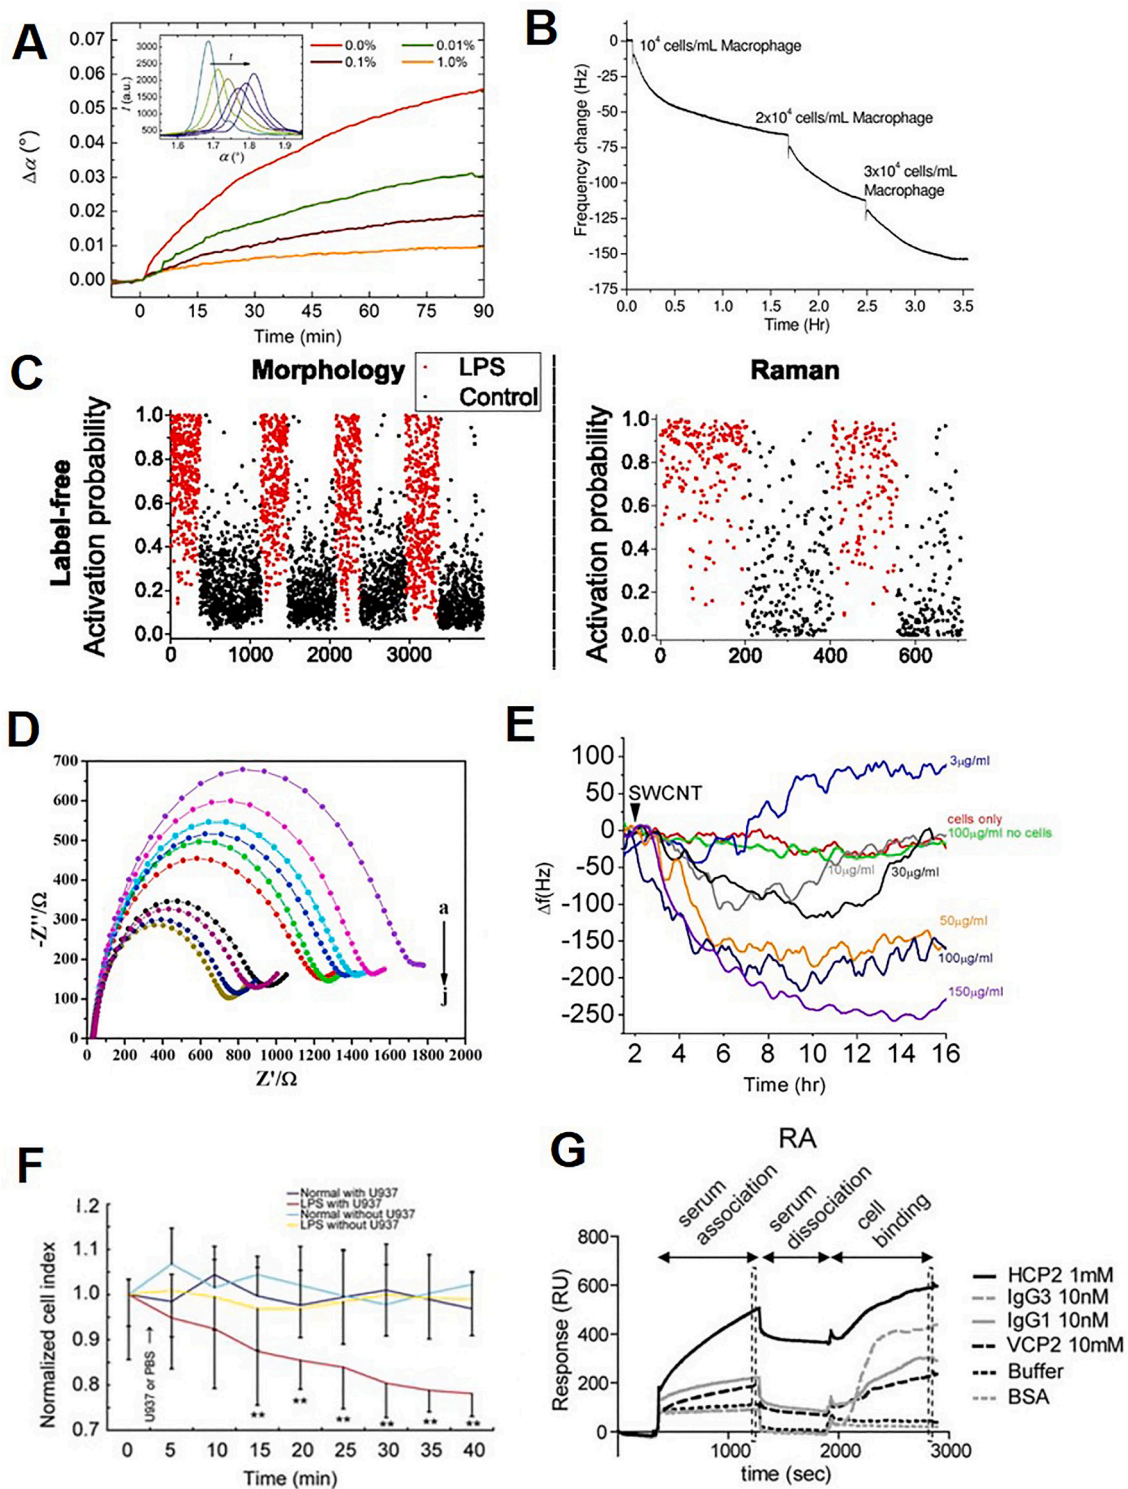 A
0.07
0.06
0.05
0.04
0.03
0.02
0.01
0.00
Δα (°)
3500
3000
2500
2000
1500
1000
500
I (a.u.)
t
1.6 1.7 1.8 1.9
α (°)
0.0% 0.01%
0.1% 1.0%
0 15 30 45 60 75 90
Time (min)
B
0
-25
-50
-75
-100
-125
-150
-175
Frequency change (Hz)
10⁴ cells/mL Macrophage
2x10⁴ cells/mL Macrophage
3x10⁴ cells/mL
Macrophage
0.0 0.5 1.0 1.5 2.0 2.5 3.0 3.5
Time (Hr)
C
Morphology
LPS
Control
Label-free
Activation probability
1.0
0.8
0.6
0.4
0.2
0.0
0 1000 2000 3000
Raman
Activation probability
1.0
0.8
0.6
0.4
0.2
0.0
0 200 400 600
D
700
600
500
400
300
200
100
0
-Z''/Ω
a
j
0 200 400 600 800 1000 1200 1400 1600 1800 2000
Z'/Ω
E
100
50
0
-50
-100
-150
-200
-250
Δf(Hz)
SWCNT
3µg/ml
cells only
100µg/ml no cells
10µg/ml
30µg/ml
50µg/ml
100µg/ml
150µg/ml
2 4 6 8 10 12 14 16
Time (hr)
F
1.2
1.1
1.0
0.9
0.8
0.7
Normalized cell index
Normal with U937
LPS with U937
Normal without U937
LPS without U937
U937 or PBS →
** ** ** ** ** **
0 5 10 15 20 25 30 35 40
Time (min)
G
RA
serum
association
serum
dissociation
cell
binding
800
600
400
200
0
Response (RU)
HCP2 1mM
IgG3 10nM
IgG1 10nM
VCP2 10mM
Buffer
BSA
1000 2000 3000
time (sec)